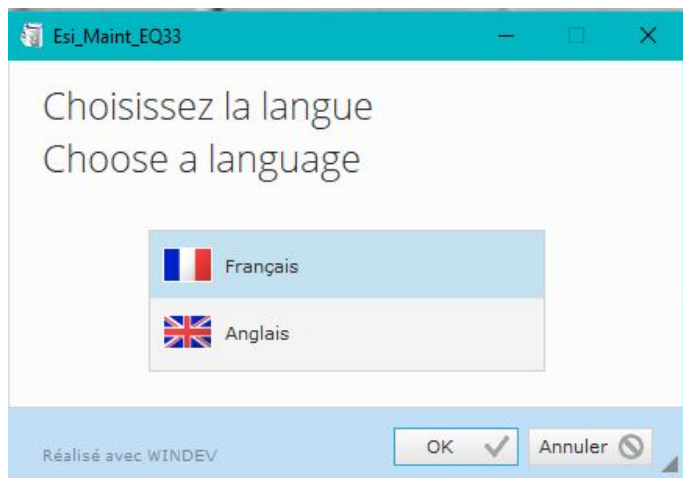 Esi_Maint_EQ33
Choisissez la langue
Choose a language
Français
Anglais
Réalisé avec WINDEV
OK
Annuler